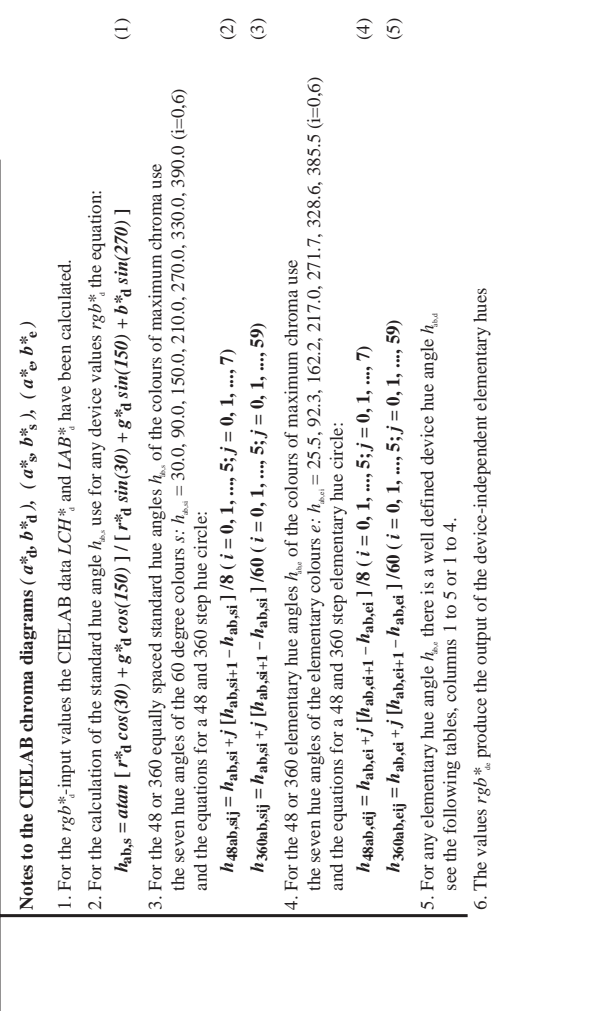 Notes to the CIELAB chroma diagrams ( a*d, b*d ), ( a*s, b*s ), ( a*e, b*e )
1. For the rgb*d-input values the CIELAB data LCH*d and LAB*d have been calculated.
2. For the calculation of the standard hue angle hab,s use for any device values rgb*d the equation:
hab,s = atan [ r*d cos(30) + g*d cos(150) ] / [ r*d sin(30) + g*d sin(150) + b*d sin(270) ] (1)
3. For the 48 or 360 equally spaced standard hue angles hab,s of the colours of maximum chroma use
the seven hue angles of the 60 degree colours s: hab,si = 30.0, 90.0, 150.0, 210.0, 270.0, 330.0, 390.0 (i=0,6)
and the equations for a 48 and 360 step hue circle:
h48ab,sij = hab,si +j [hab,si+1 − hab,si ] /8 ( i = 0, 1, ..., 5; j = 0, 1, ..., 7) (2)
h360ab,sij = hab,si +j [hab,si+1 − hab,si ] /60 ( i = 0, 1, ..., 5; j = 0, 1, ..., 59) (3)
4. For the 48 or 360 elementary hue angles hab,e of the colours of maximum chroma use
the seven hue angles of the elementary colours e: hab,ei = 25.5, 92.3, 162.2, 217.0, 271.7, 328.6, 385.5 (i=0,6)
and the equations for a 48 and 360 step elementary hue circle:
h48ab,eij = hab,ei +j [hab,ei+1 − hab,ei ] /8 ( i = 0, 1, ..., 5; j = 0, 1, ..., 7) (4)
h360ab,eij = hab,ei +j [hab,ei+1 − hab,ei ] /60 ( i = 0, 1, ..., 5; j = 0, 1, ..., 59) (5)
5. For any elementary hue angle hab,e there is a well defined device hue angle hab,d
see the following tables, columns 1 to 5 or 1 to 4.
6. The values rgb*de produce the output of the device-independent elementary hues